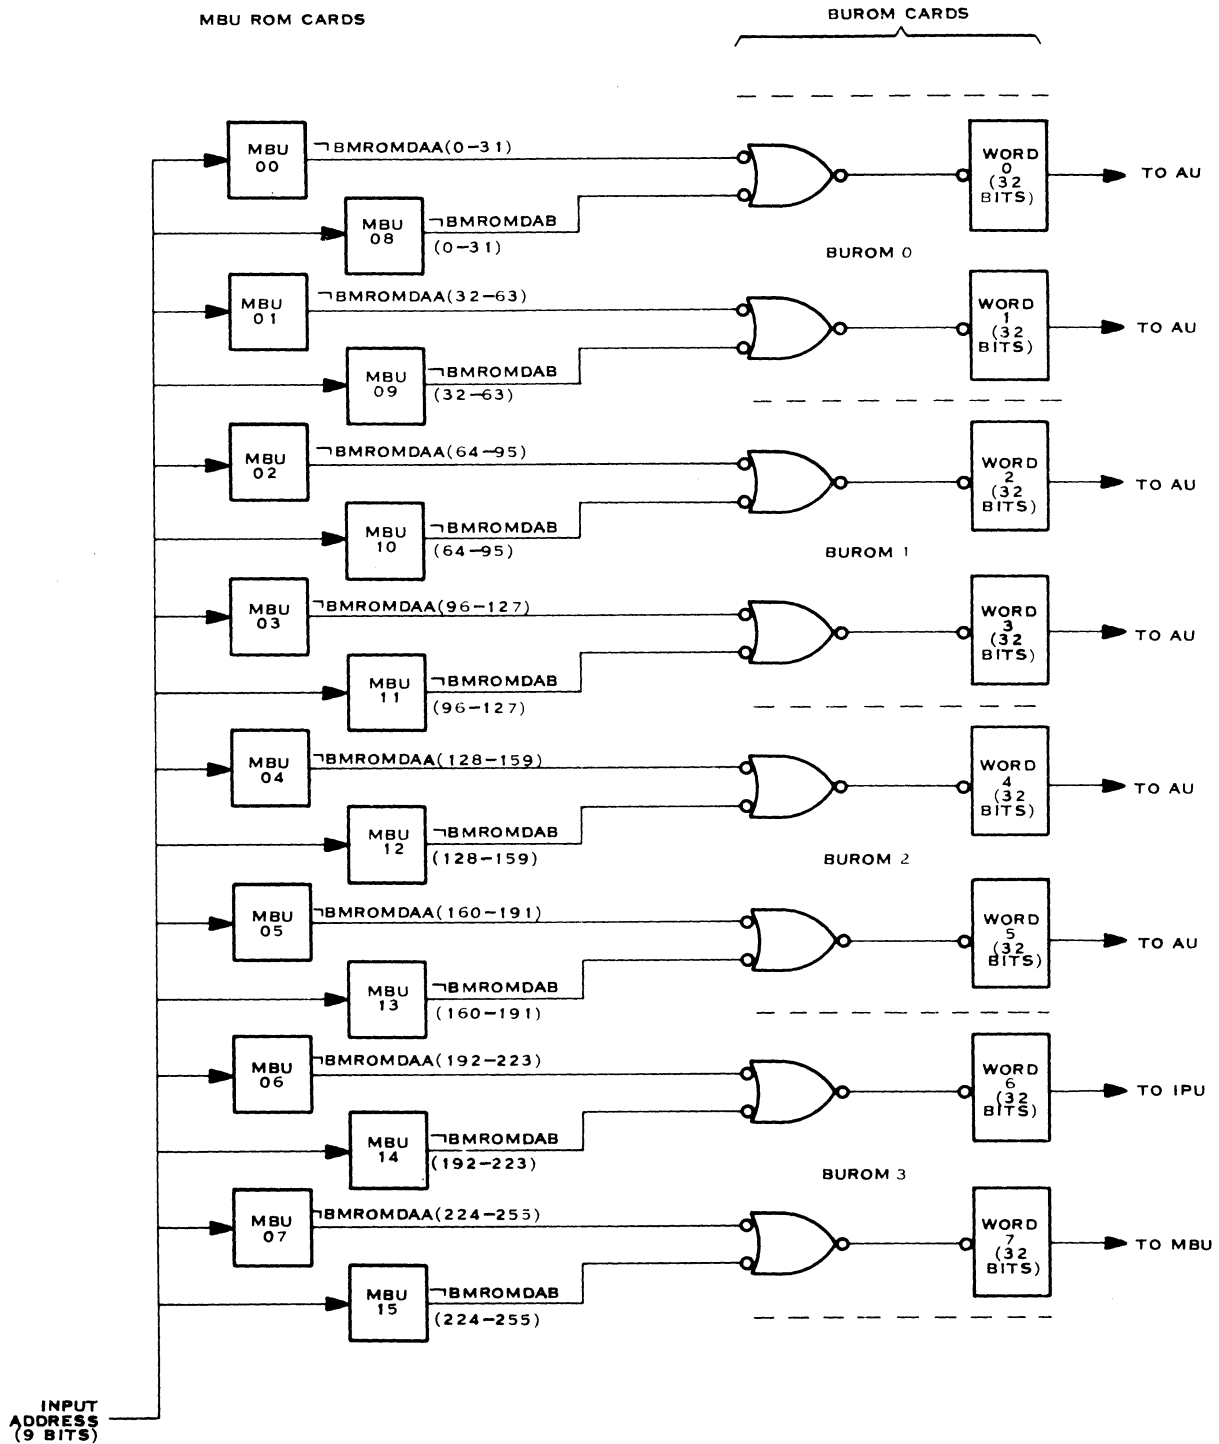 MBU ROM CARDS
BUROM CARDS
MBU
00
¬BMROMDAA(0-31)
WORD
0
(32
BITS)
TO AU
MBU
08
¬BMROMDAB
(0-31)
BUROM 0
MBU
01
¬BMROMDAA(32-63)
WORD
1
(32
BITS)
TO AU
MBU
09
¬BMROMDAB
(32-63)
MBU
02
¬BMROMDAA(64-95)
WORD
2
(32
BITS)
TO AU
MBU
10
¬BMROMDAB
(64-95)
BUROM 1
MBU
03
¬BMROMDAA(96-127)
WORD
3
(32
BITS)
TO AU
MBU
11
¬BMROMDAB
(96-127)
MBU
04
¬BMROMDAA(128-159)
WORD
4
(32
BITS)
TO AU
MBU
12
¬BMROMDAB
(128-159)
BUROM 2
MBU
05
¬BMROMDAA(160-191)
WORD
5
(32
BITS)
TO AU
MBU
13
¬BMROMDAB
(160-191)
MBU
06
¬BMROMDAA(192-223)
WORD
6
(32
BITS)
TO IPU
MBU
14
¬BMROMDAB
(192-223)
BUROM 3
MBU
07
¬BMROMDAA(224-255)
WORD
7
(32
BITS)
TO MBU
MBU
15
¬BMROMDAB
(224-255)
INPUT
ADDRESS
(9 BITS)